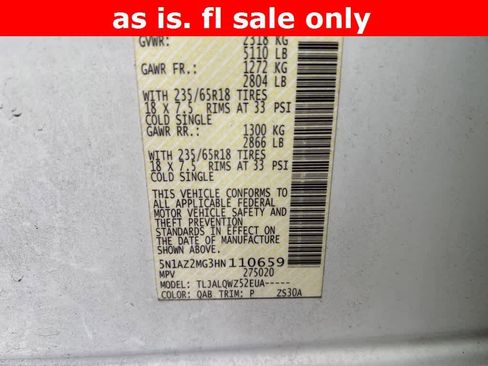 as is. fl sale only
GVWR: 2318 KG
5110 LB
GAWR FR.: 1272 KG
2804 LB
WITH 235/65R18 TIRES
18 X 7.5 RIMS AT 33 PSI
COLD SINGLE
GAWR RR.: 1300 KG
2866 LB
WITH 235/65R18 TIRES
18 X 7.5 RIMS AT 33 PSI
COLD SINGLE
THIS VEHICLE CONFORMS TO
ALL APPLICABLE FEDERAL
MOTOR VEHICLE SAFETY AND
THEFT PREVENTION
STANDARDS IN EFFECT ON
THE DATE OF MANUFACTURE
SHOWN ABOVE.
5N1AZ2MG3HN110659
MPV 275020
MODEL: TLJALQWZ52EUA-----
COLOR: QAB TRIM: P ZS30A